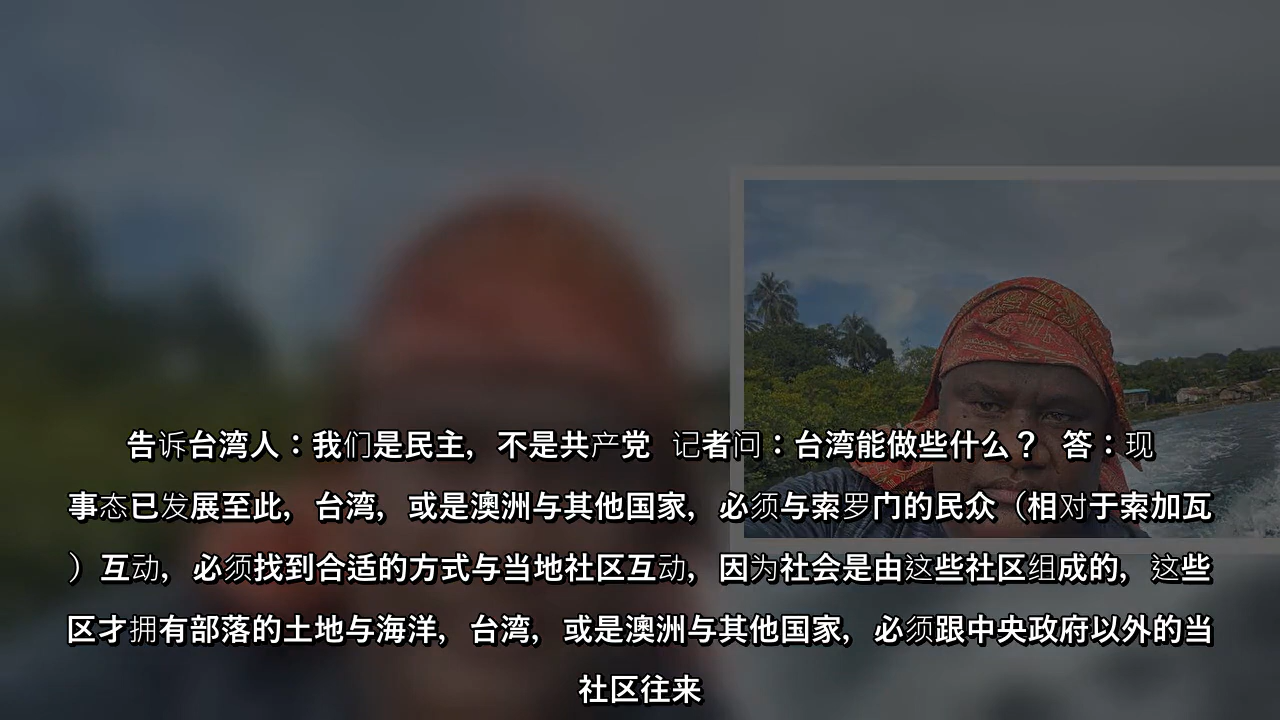 告诉台湾人：我们是民主，不是共产党 记者问：台湾能做些什么？ 答：现
事态已发展至此，台湾，或是澳洲与其他国家，必须与索罗门的民众（相对于索加瓦
）互动，必须找到合适的方式与当地社区互动，因为社会是由这些社区组成的，这些
区才拥有部落的土地与海洋，台湾，或是澳洲与其他国家，必须跟中央政府以外的当
社区往来